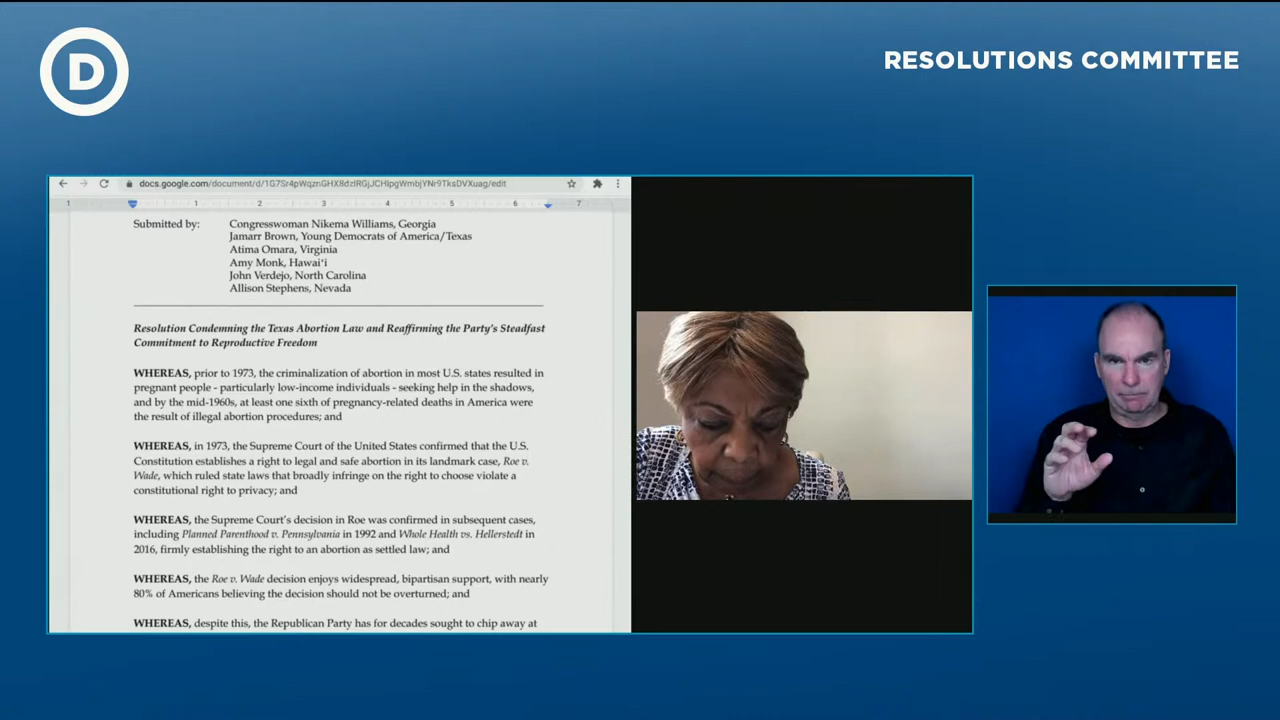 D
RESOLUTIONS COMMITTEE
docs.google.com/document/d/1G7Sr4pWqznGHX8dzIRGjJCHlpgWmbjYNr9TksDVXuag/edit
1 1 2 3 4 5 6 7
Submitted by: Congresswoman Nikema Williams, Georgia
Jamarr Brown, Young Democrats of America/Texas
Atima Omara, Virginia
Amy Monk, Hawai‘i
John Verdejo, North Carolina
Allison Stephens, Nevada
Resolution Condemning the Texas Abortion Law and Reaffirming the Party's Steadfast
Commitment to Reproductive Freedom
WHEREAS, prior to 1973, the criminalization of abortion in most U.S. states resulted in
pregnant people - particularly low-income individuals - seeking help in the shadows,
and by the mid-1960s, at least one sixth of pregnancy-related deaths in America were
the result of illegal abortion procedures; and
WHEREAS, in 1973, the Supreme Court of the United States confirmed that the U.S.
Constitution establishes a right to legal and safe abortion in its landmark case, Roe v.
Wade, which ruled state laws that broadly infringe on the right to choose violate a
constitutional right to privacy; and
WHEREAS, the Supreme Court's decision in Roe was confirmed in subsequent cases,
including Planned Parenthood v. Pennsylvania in 1992 and Whole Health vs. Hellerstedt in
2016, firmly establishing the right to an abortion as settled law; and
WHEREAS, the Roe v. Wade decision enjoys widespread, bipartisan support, with nearly
80% of Americans believing the decision should not be overturned; and
WHEREAS, despite this, the Republican Party has for decades sought to chip away at